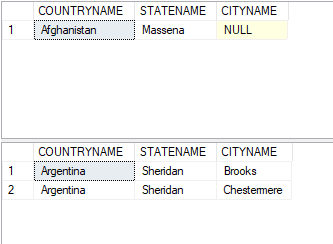 COUNTRYNAME STATENAME CITYNAME
1 Afghanistan Massena NULL
COUNTRYNAME STATENAME CITYNAME
1 Argentina Sheridan Brooks
2 Argentina Sheridan Chestermere